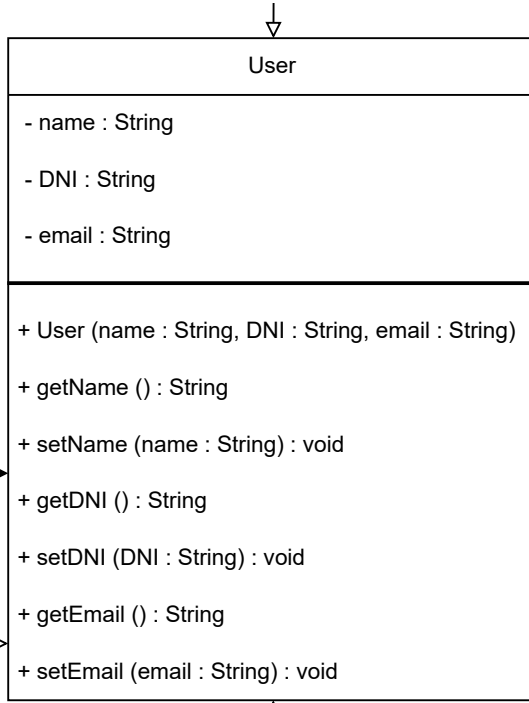 User
- name : String
- DNI : String
- email : String
+ User (name : String, DNI : String, email : String)
+ getName () : String
+ setName (name : String) : void
+ getDNI () : String
+ setDNI (DNI : String) : void
+ getEmail () : String
+ setEmail (email : String) : void